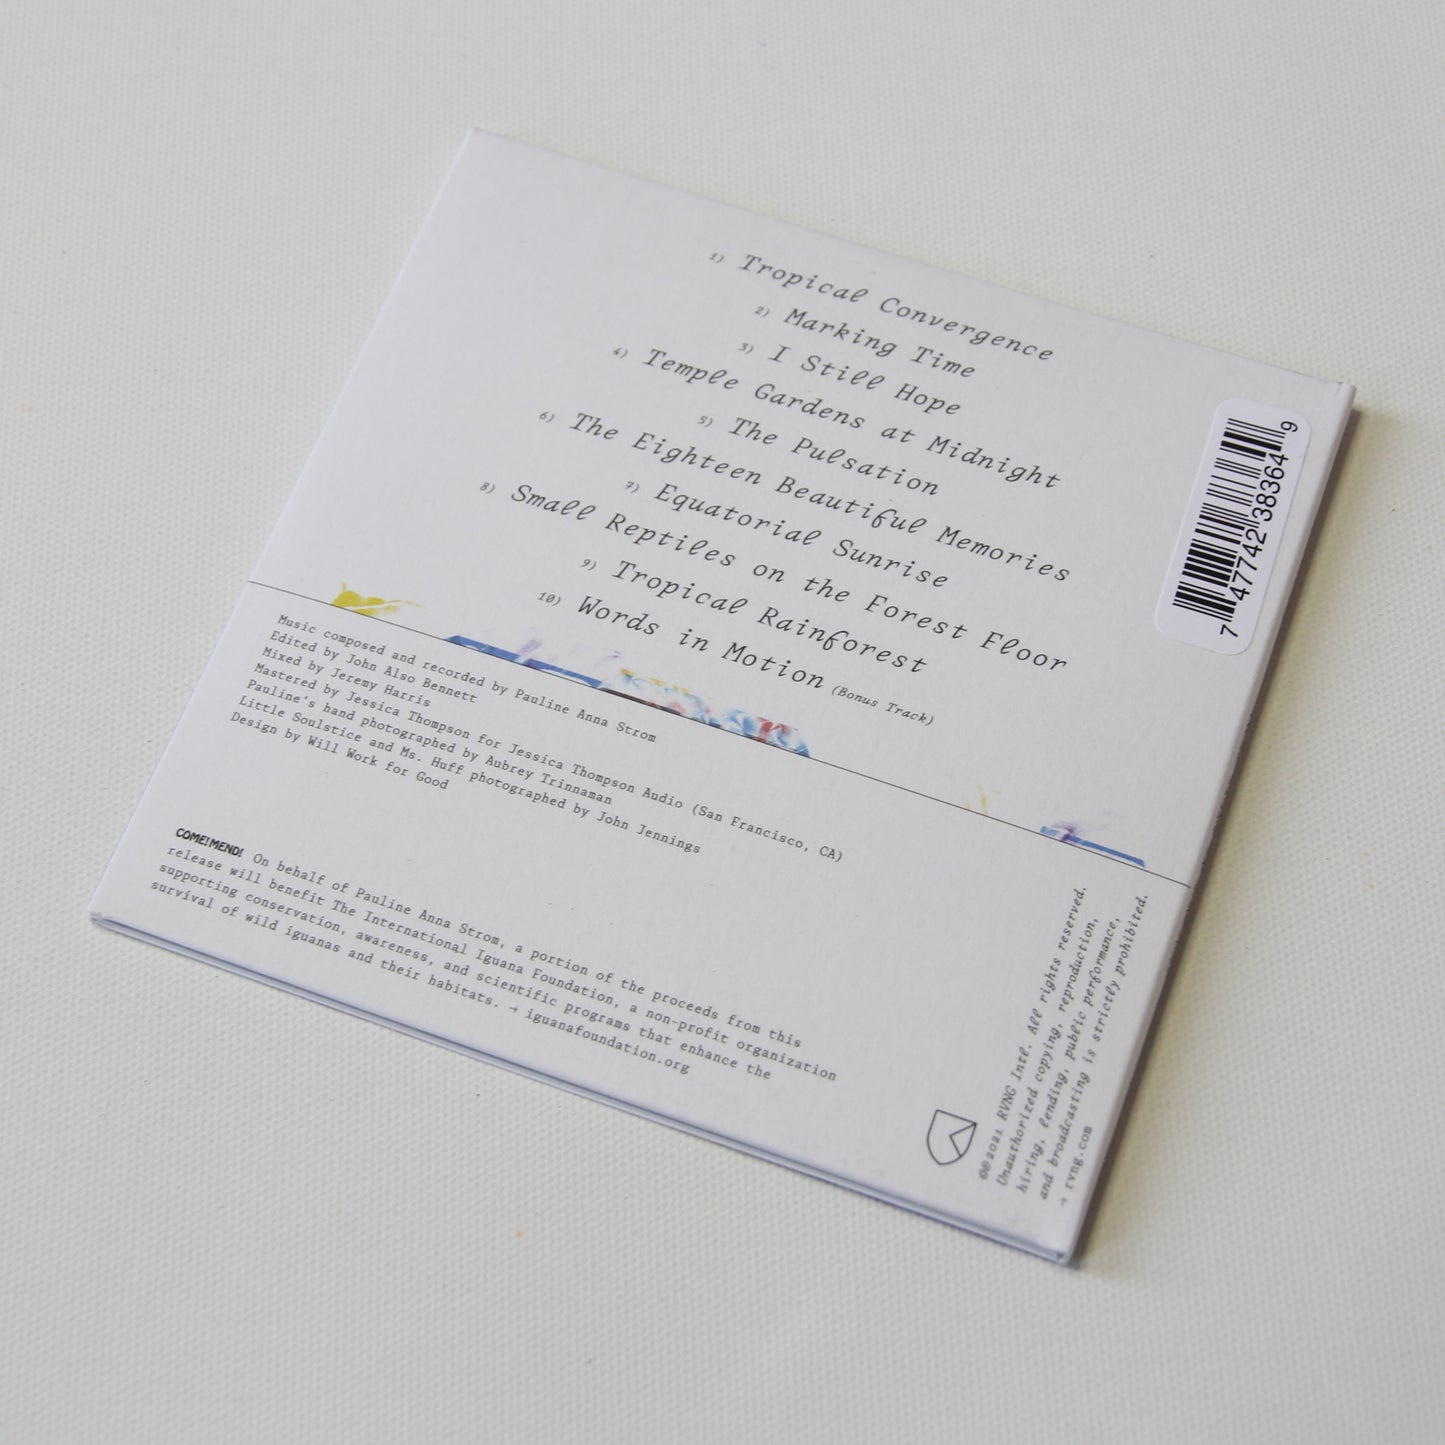 1) Tropical Convergence
2) Marking Time
3) I Still Hope
4) Temple Gardens at Midnight
5) The Pulsation
6) The Eighteen Beautiful Memories
7) Equatorial Sunrise
8) Small Reptiles on the Forest Floor
9) Tropical Rainforest
10) Words in Motion (Bonus Track)
7 47742 38364 9
Music composed and recorded by Pauline Anna Strom
Edited by John Also Bennett
Mixed by Jeremy Harris
Mastered by Jessica Thompson for Jessica Thompson Audio (San Francisco, CA)
Pauline's hand photographed by Aubrey Trinnaman
Little Soulstice and Ms. Huff photographed by John Jennings
Design by Will Work for Good
COME!MEND! On behalf of Pauline Anna Strom, a portion of the proceeds from this
release will benefit The International Iguana Foundation, a non-profit organization
supporting conservation, awareness, and scientific programs that enhance the
survival of wild iguanas and their habitats. → iguanafoundation.org
℗©2021 RVNG Intl. All rights reserved.
Unauthorized copying, reproduction,
hiring, lending, public performance,
and broadcasting is strictly prohibited.
→ rvng.com